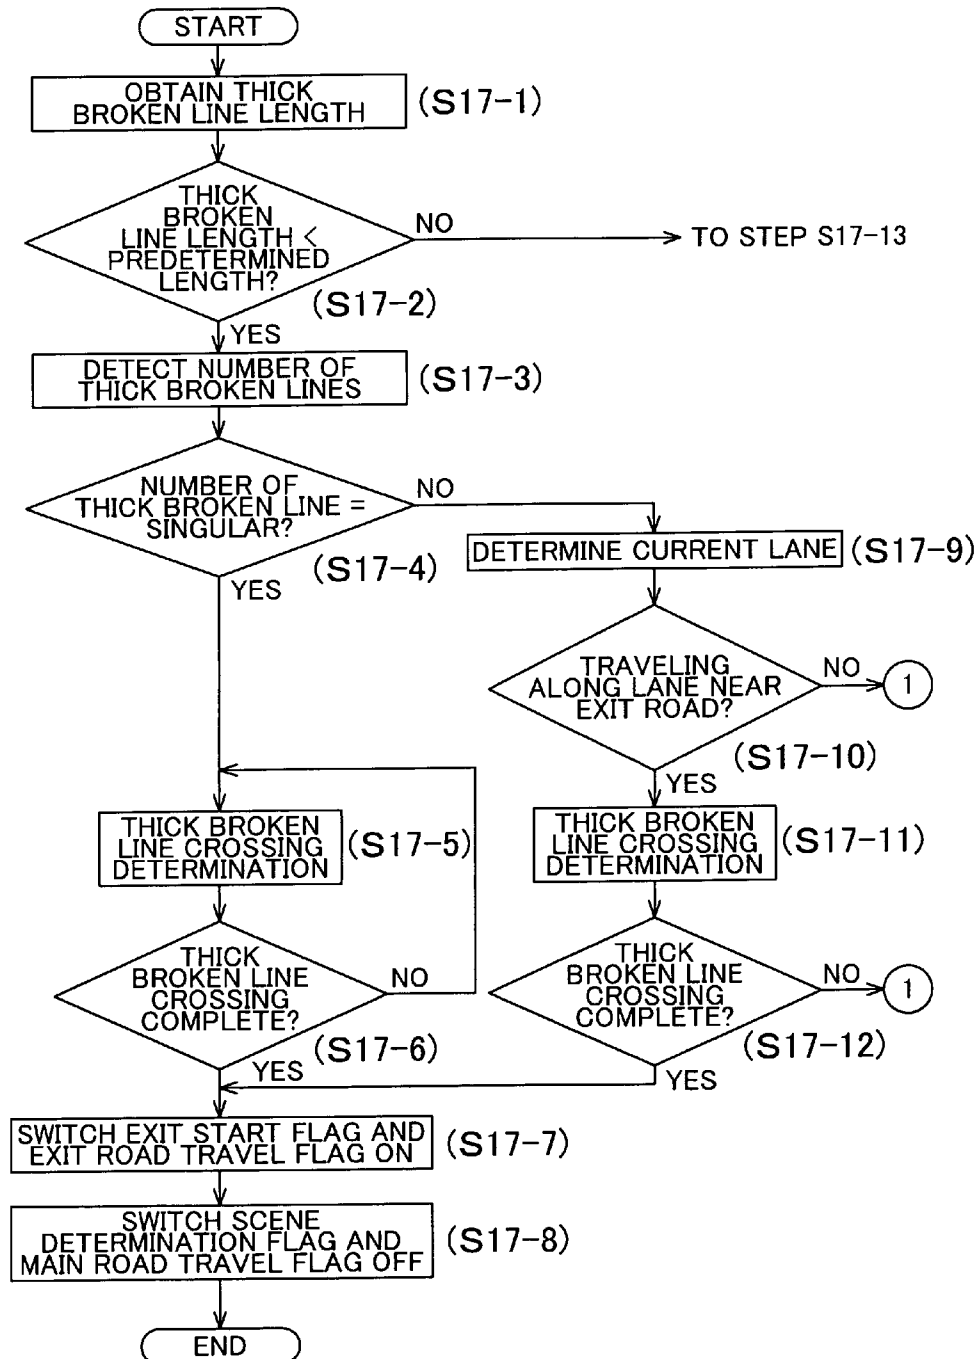 START
OBTAIN THICK
BROKEN LINE LENGTH
(S17-1)
THICK
BROKEN
LINE LENGTH <
PREDETERMINED
LENGTH?
NO
TO STEP S17-13
(S17-2)
YES
DETECT NUMBER OF
THICK BROKEN LINES
(S17-3)
NUMBER OF
THICK BROKEN LINE =
SINGULAR?
NO
(S17-4)
YES
DETERMINE CURRENT LANE
(S17-9)
TRAVELING
ALONG LANE NEAR
EXIT ROAD?
NO
1
(S17-10)
YES
THICK BROKEN
LINE CROSSING
DETERMINATION
(S17-5)
THICK BROKEN
LINE CROSSING
DETERMINATION
(S17-11)
THICK
BROKEN LINE
CROSSING
COMPLETE?
NO
(S17-6)
YES
THICK
BROKEN LINE
CROSSING
COMPLETE?
NO
1
(S17-12)
YES
SWITCH EXIT START FLAG AND
EXIT ROAD TRAVEL FLAG ON
(S17-7)
SWITCH SCENE
DETERMINATION FLAG AND
MAIN ROAD TRAVEL FLAG OFF
(S17-8)
END